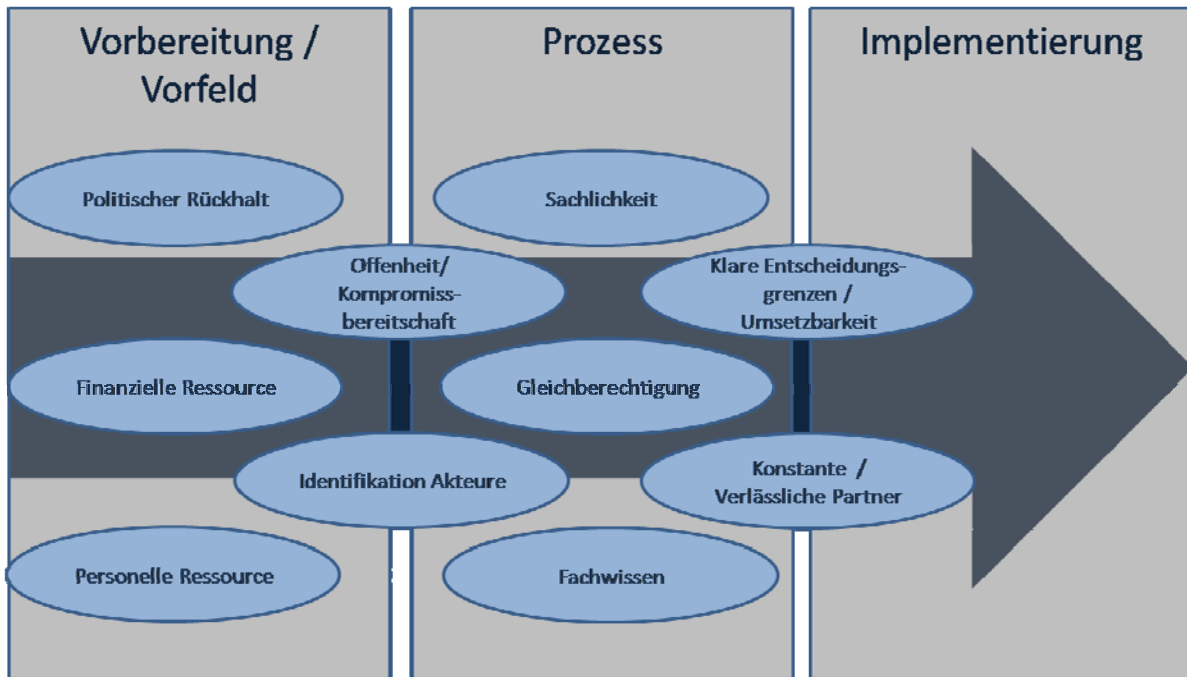 Vorbereitung /
Vorfeld
Prozess
Implementierung
Politischer Rückhalt
Sachlichkeit
Offenheit/
Kompromiss-
bereitschaft
Klare Entscheidungs-
grenzen /
Umsetzbarkeit
Finanzielle Ressource
Gleichberechtigung
Identifikation Akteure
Konstante /
Verlässliche Partner
Personelle Ressource
Fachwissen